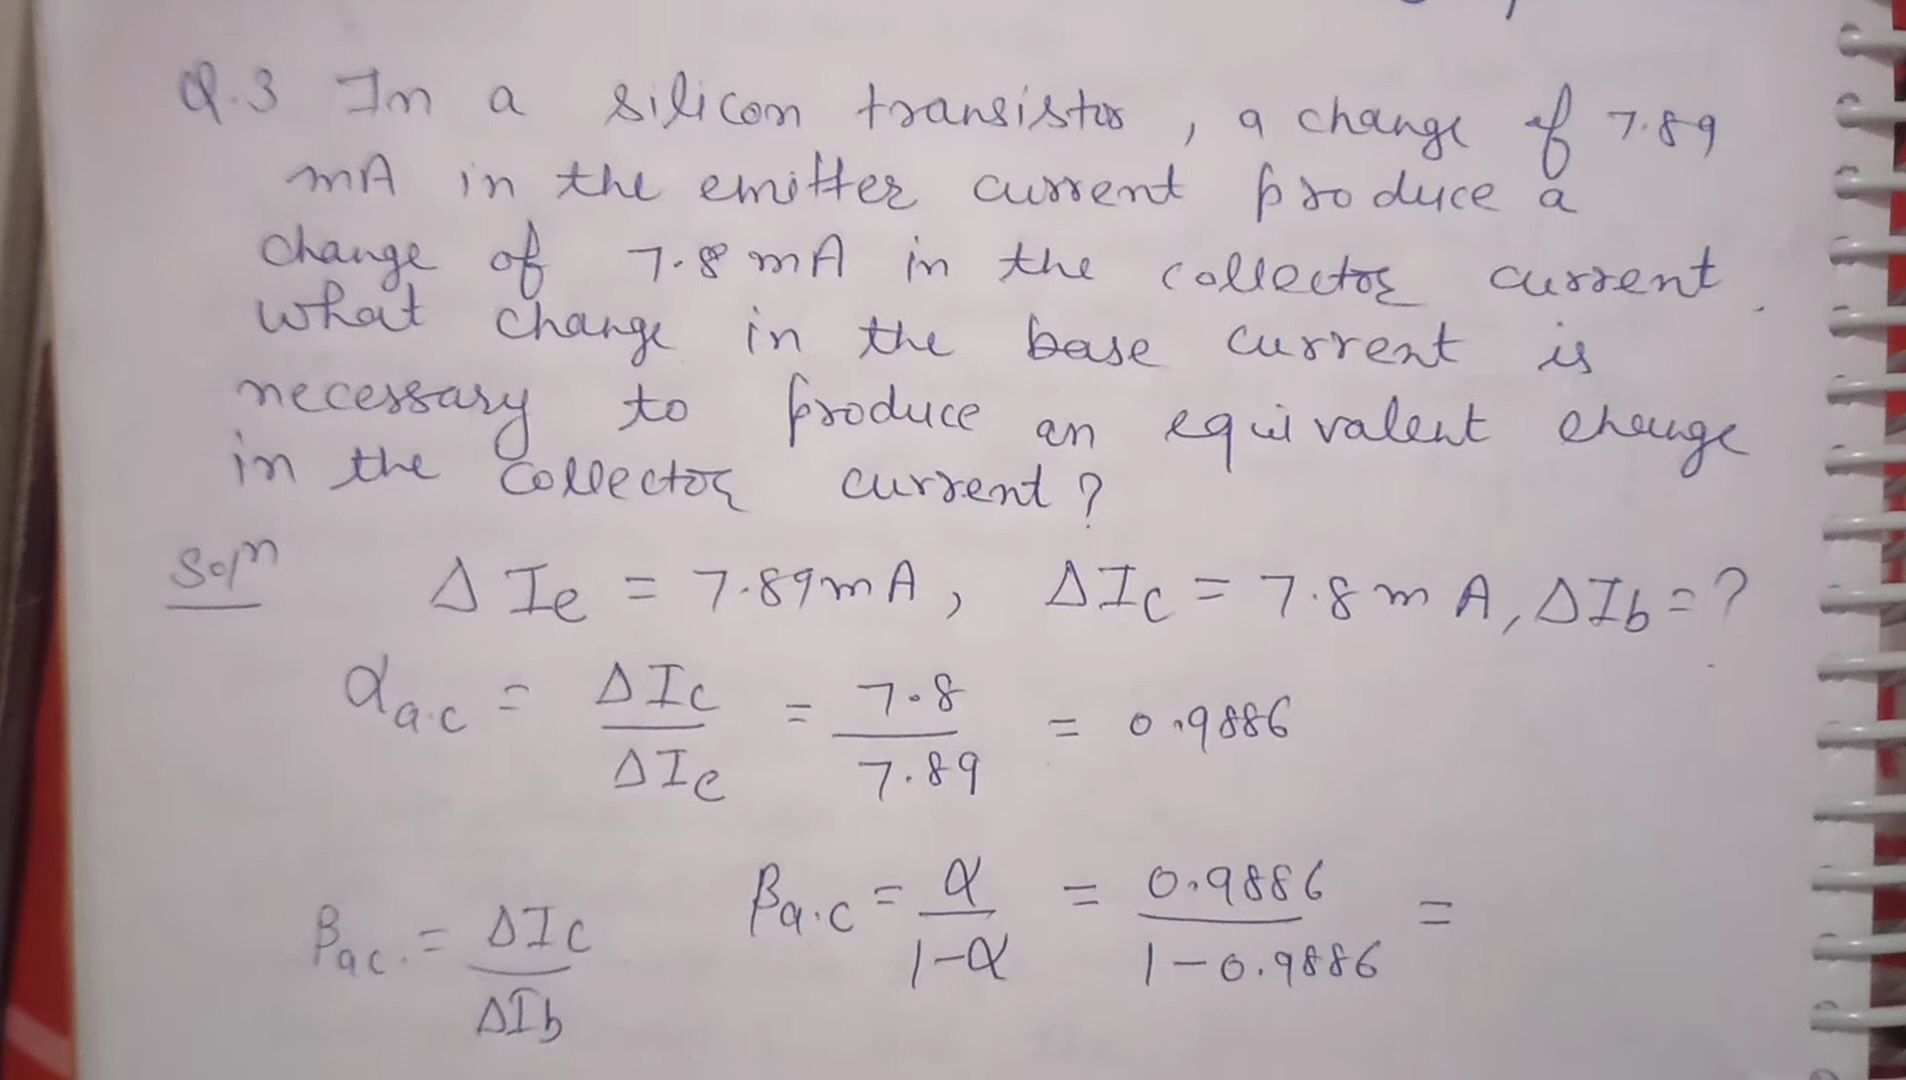 Q.3 In a silicon transistor, a change of 7.89
mA in the emitter current produce a
change of 7.8 mA in the collector current.
what change in the base current is
necessary to produce an equivalent change
in the collector current?
Solⁿ ΔIe = 7.89mA, ΔIc = 7.8 m A, ΔIb = ?
αa.c = ΔIc / ΔIe = 7.8 / 7.89 = 0.9886
βac. = ΔIc / ΔIb
βa.c = α / 1-α = 0.9886 / 1-0.9886 =